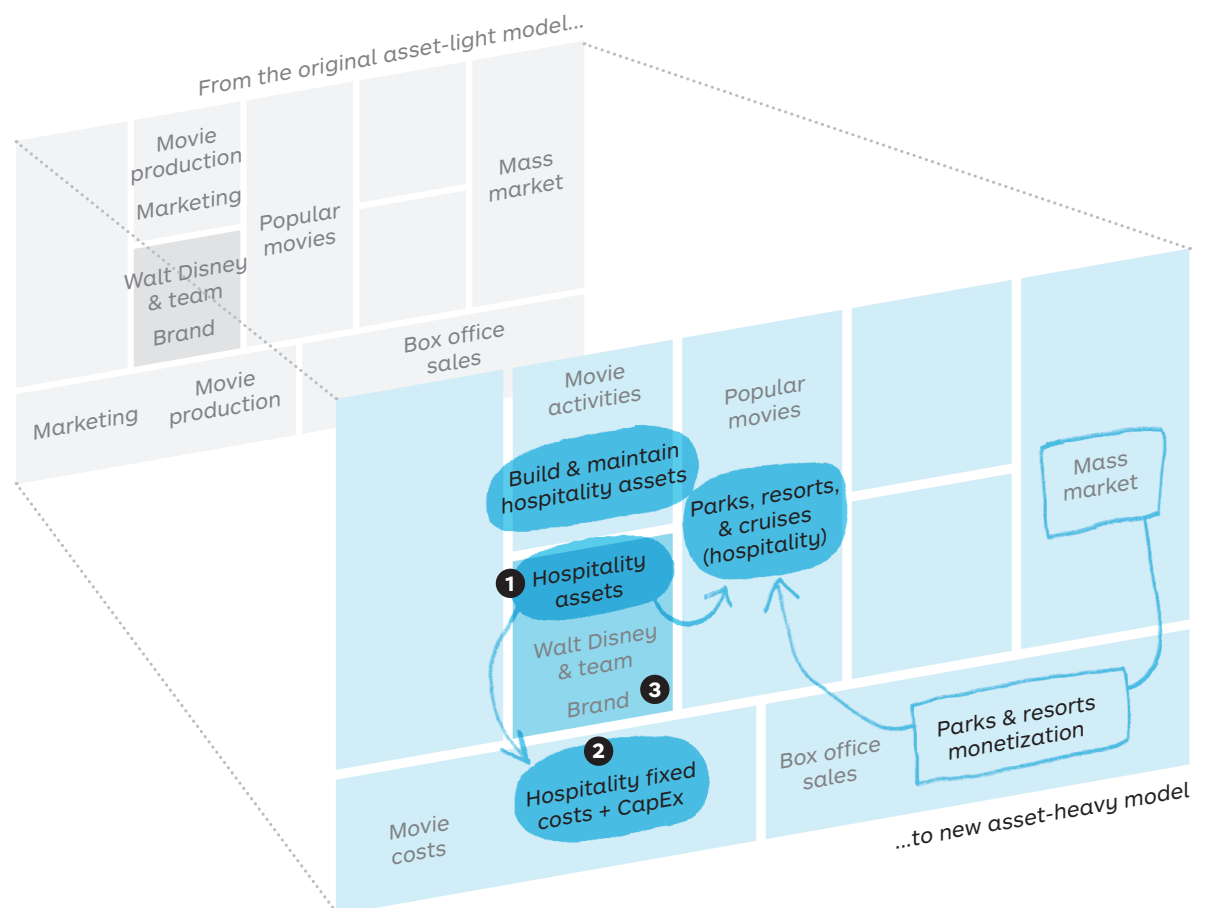 From the original asset-light model...
Movie
production
Marketing
Walt Disney
& team
Brand
Popular
movies
Mass
market
Marketing
Movie
production
Box office
sales
Movie
activities
Build & maintain
hospitality assets
1
Hospitality
assets
Walt Disney
& team
Brand
3
Popular
movies
Parks, resorts,
& cruises
(hospitality)
Mass
market
Movie
costs
2
Hospitality fixed
costs + CapEx
Box office
sales
Parks & resorts
monetization
...to new asset-heavy model